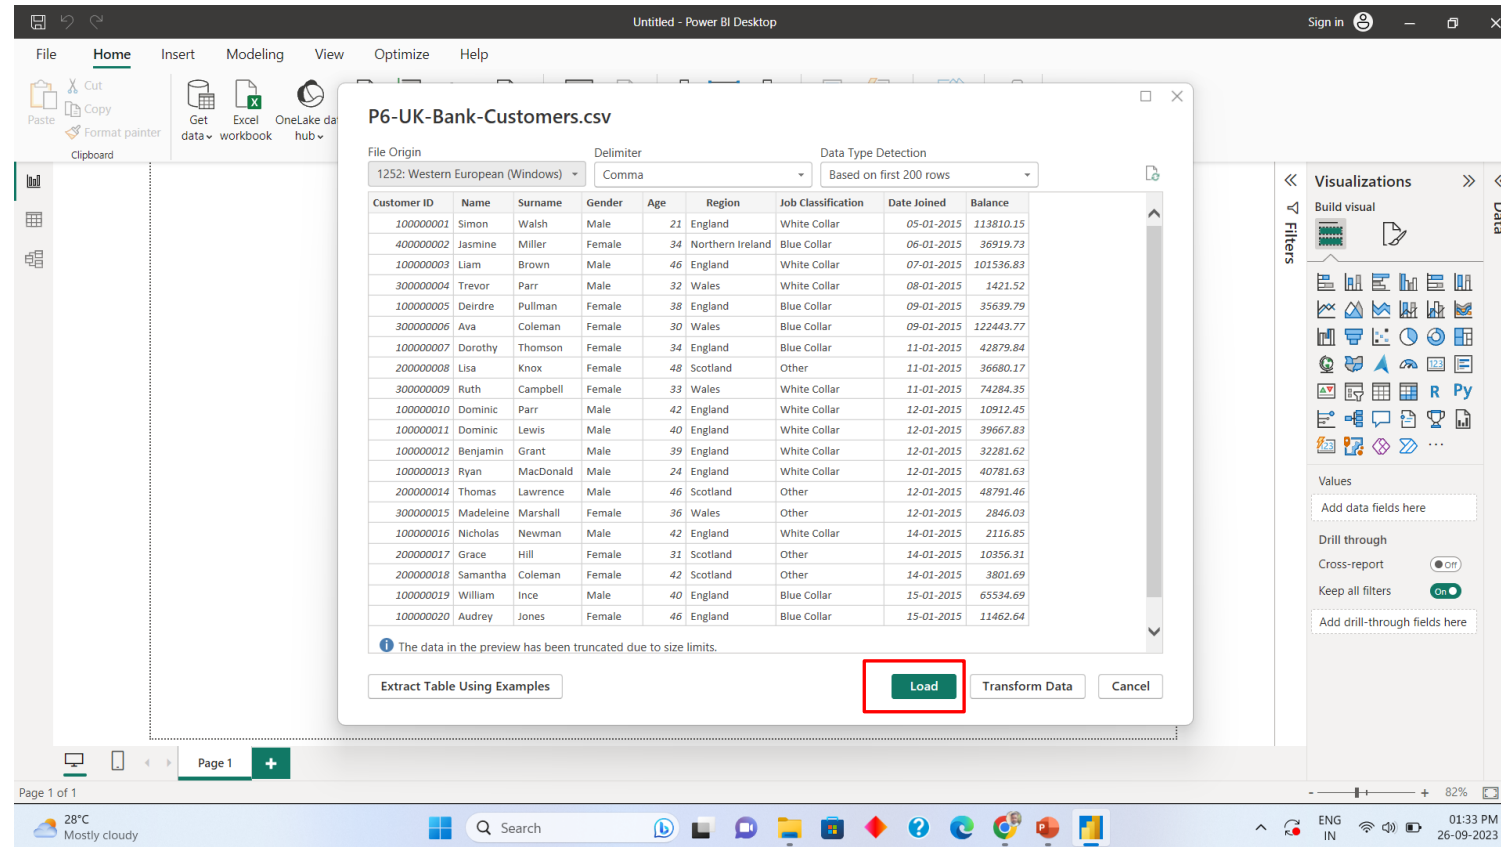 Untitled - Power BI Desktop
Sign in
File Home Insert Modeling View Optimize Help
Paste
Cut
Copy
Format painter
Clipboard
Get data
Excel workbook
OneLake da
hub
P6-UK-Bank-Customers.csv
File Origin Delimiter Data Type Detection
1252: Western European (Windows) Comma Based on first 200 rows
Customer ID Name Surname Gender Age Region Job Classification Date Joined Balance
100000001 Simon Walsh Male 21 England White Collar 05-01-2015 113810.15
400000002 Jasmine Miller Female 34 Northern Ireland Blue Collar 06-01-2015 36919.73
100000003 Liam Brown Male 46 England White Collar 07-01-2015 101536.83
300000004 Trevor Parr Male 32 Wales White Collar 08-01-2015 1421.52
100000005 Deirdre Pullman Female 38 England Blue Collar 09-01-2015 35639.79
300000006 Ava Coleman Female 30 Wales Blue Collar 09-01-2015 122443.77
100000007 Dorothy Thomson Female 34 England Blue Collar 11-01-2015 42879.84
200000008 Lisa Knox Female 48 Scotland Other 11-01-2015 36680.17
300000009 Ruth Campbell Female 33 Wales White Collar 11-01-2015 74284.35
100000010 Dominic Parr Male 42 England White Collar 12-01-2015 10912.45
100000011 Dominic Lewis Male 40 England White Collar 12-01-2015 39667.83
100000012 Benjamin Grant Male 39 England White Collar 12-01-2015 32281.62
100000013 Ryan MacDonald Male 24 England White Collar 12-01-2015 40781.63
200000014 Thomas Lawrence Male 46 Scotland Other 12-01-2015 48791.46
300000015 Madeleine Marshall Female 36 Wales Other 12-01-2015 2846.03
100000016 Nicholas Newman Male 42 England White Collar 14-01-2015 2116.85
200000017 Grace Hill Female 31 Scotland Other 14-01-2015 10356.31
200000018 Samantha Coleman Female 42 Scotland Other 14-01-2015 3801.69
100000019 William Ince Male 40 England Blue Collar 15-01-2015 65534.69
100000020 Audrey Jones Female 46 England Blue Collar 15-01-2015 11462.64
The data in the preview has been truncated due to size limits.
Extract Table Using Examples Load Transform Data Cancel
Filters
Visualizations
Build visual
Data
123
R Py
123
Values
Add data fields here
Drill through
Cross-report Off
Keep all filters On
Add drill-through fields here
Page 1
Page 1 of 1
82%
28°C
Mostly cloudy
Search
ENG
IN
01:33 PM
26-09-2023